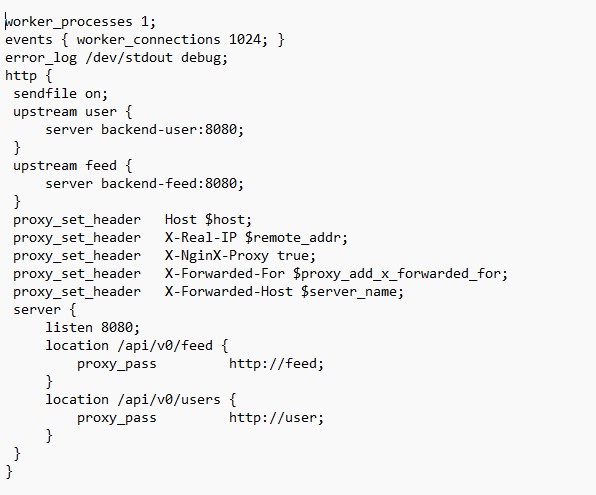 worker_processes 1;
events { worker_connections 1024; }
error_log /dev/stdout debug;
http {
 sendfile on;
 upstream user {
     server backend-user:8080;
 }
 upstream feed {
     server backend-feed:8080;
 }
 proxy_set_header   Host $host;
 proxy_set_header   X-Real-IP $remote_addr;
 proxy_set_header   X-NginX-Proxy true;
 proxy_set_header   X-Forwarded-For $proxy_add_x_forwarded_for;
 proxy_set_header   X-Forwarded-Host $server_name;
 server {
     listen 8080;
     location /api/v0/feed {
         proxy_pass         http://feed;
     }
     location /api/v0/users {
         proxy_pass         http://user;
     }
 }
}